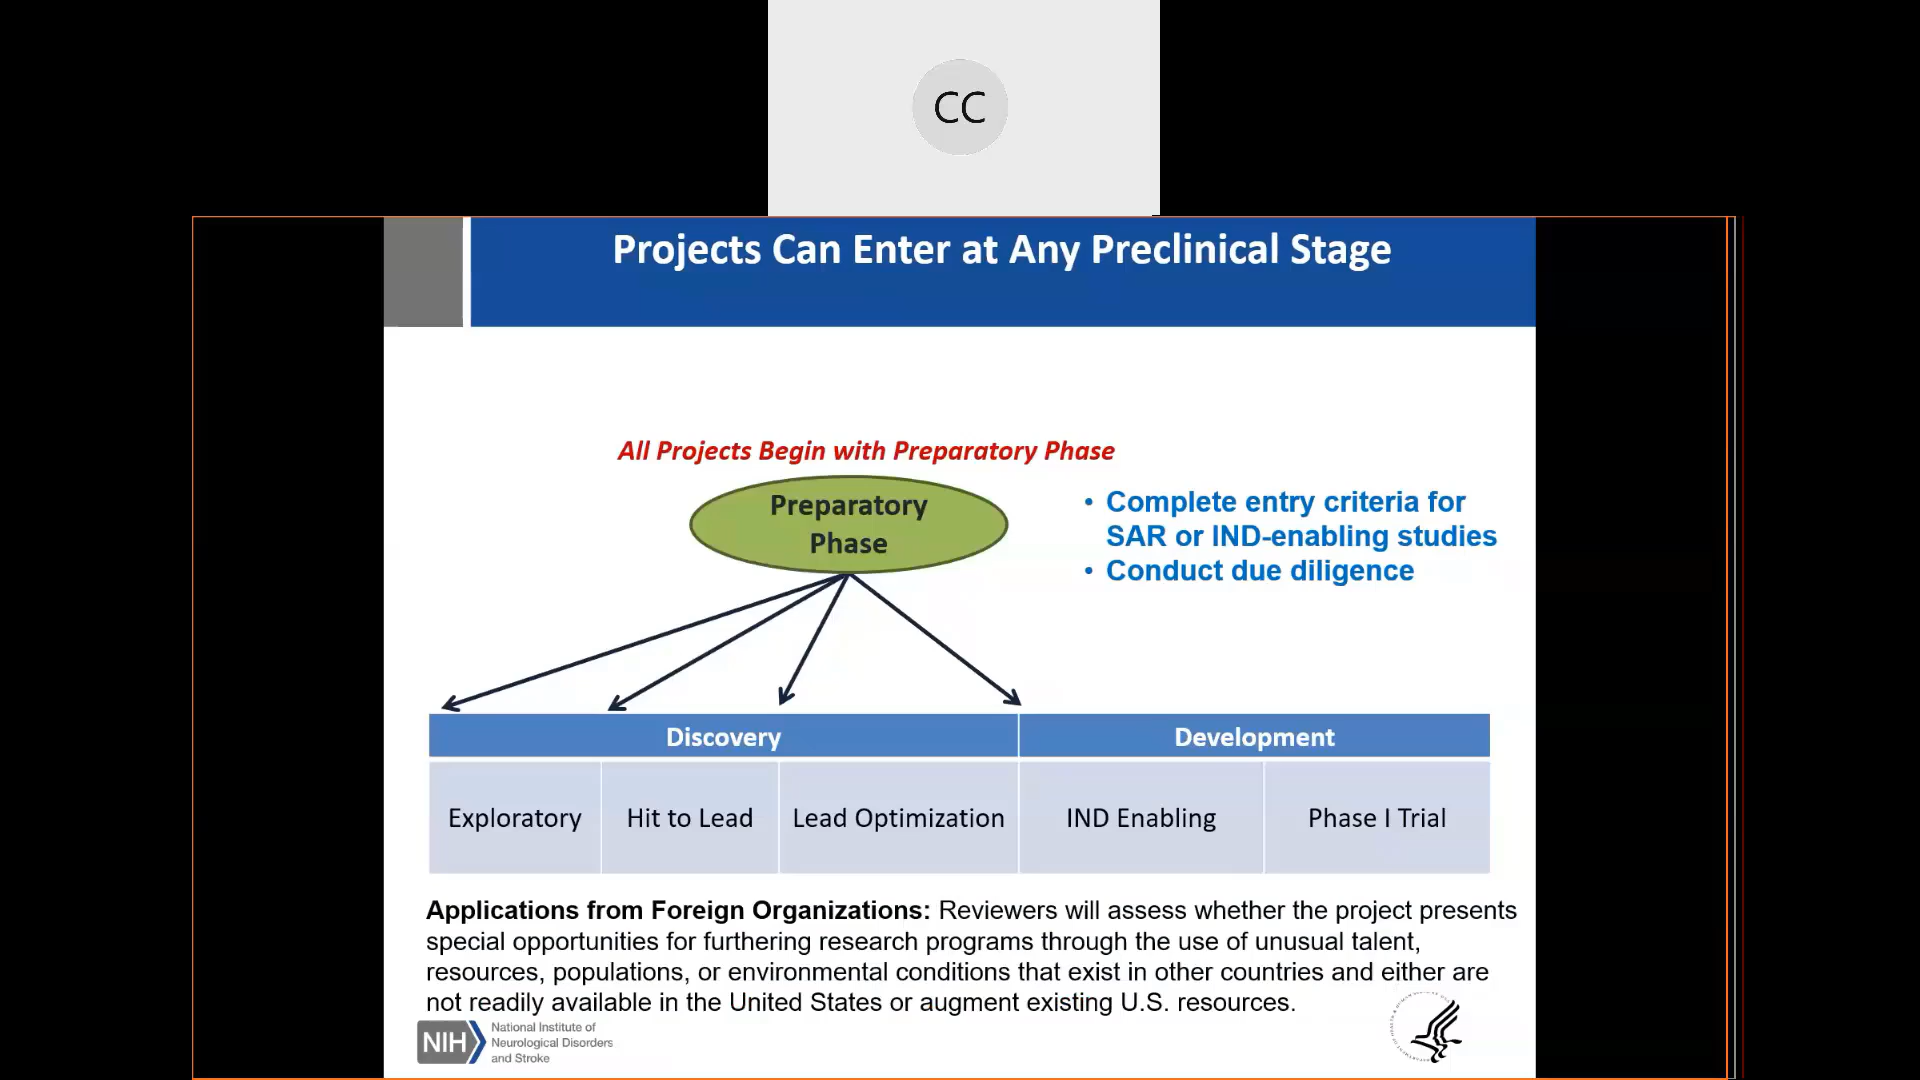 CC
Projects Can Enter at Any Preclinical Stage
All Projects Begin with Preparatory Phase
Preparatory
Phase
• Complete entry criteria for
SAR or IND-enabling studies
• Conduct due diligence
Discovery
Development
Exploratory
Hit to Lead
Lead Optimization
IND Enabling
Phase I Trial
Applications from Foreign Organizations: Reviewers will assess whether the project presents
special opportunities for furthering research programs through the use of unusual talent,
resources, populations, or environmental conditions that exist in other countries and either are
not readily available in the United States or augment existing U.S. resources.
NIH
National Institute of
Neurological Disorders
and Stroke